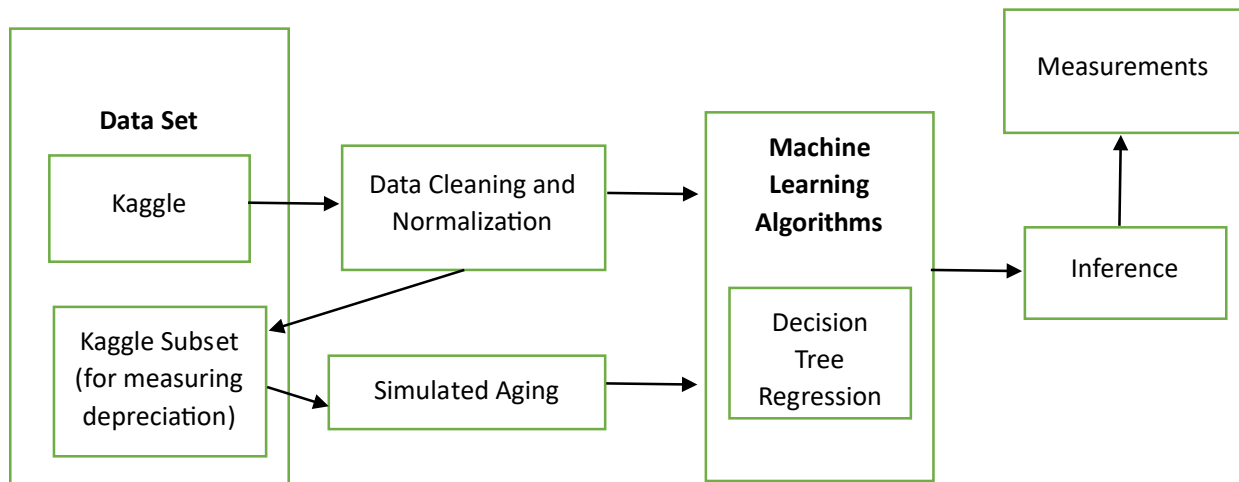 Data Set
Kaggle
Kaggle Subset
(for measuring
depreciation)
Data Cleaning and
Normalization
Simulated Aging
Machine
Learning
Algorithms
Decision
Tree
Regression
Measurements
Inference